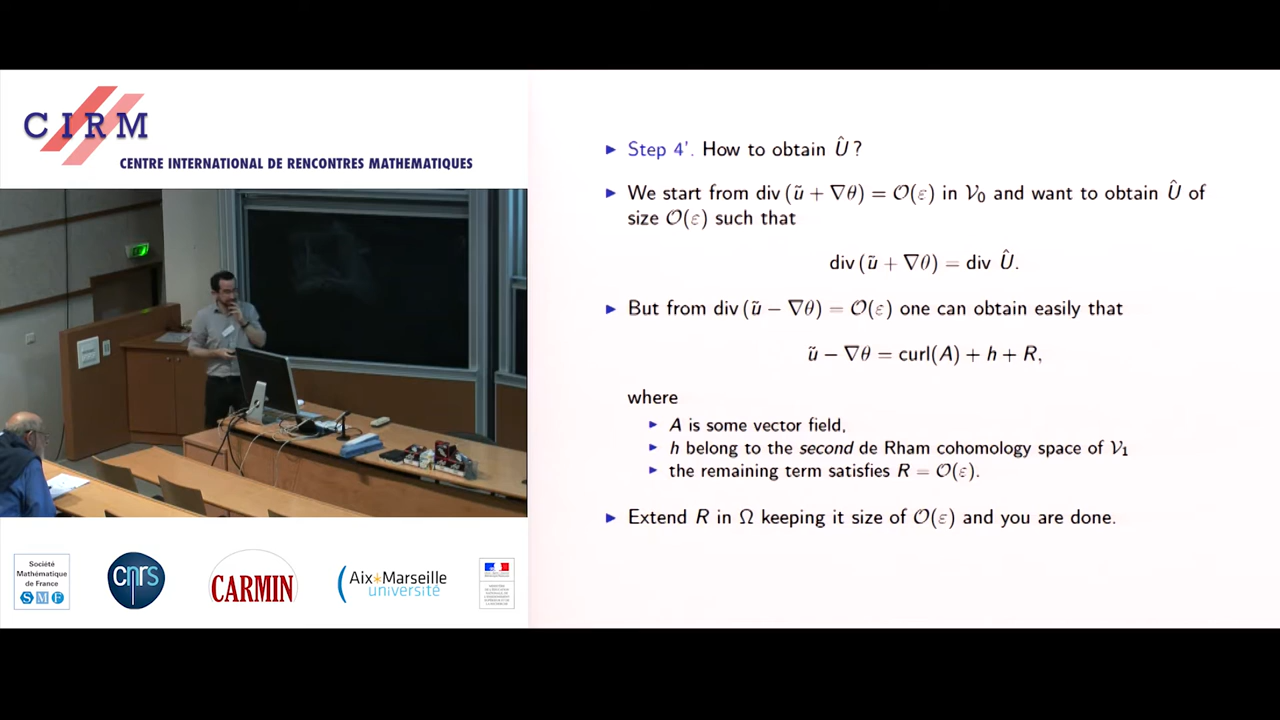 CIRM
CENTRE INTERNATIONAL DE RENCONTRES MATHEMATIQUES
► Step 4'. How to obtain Û?
► We start from div (ũ + ∇θ) = 𝒪(ε) in 𝒱₀ and want to obtain Û of
size 𝒪(ε) such that
div (ũ + ∇θ) = div Û.
► But from div (ũ − ∇θ) = 𝒪(ε) one can obtain easily that
ũ − ∇θ = curl(A) + h + R,
where
► A is some vector field,
► h belong to the second de Rham cohomology space of 𝒱₁
► the remaining term satisfies R = 𝒪(ε).
► Extend R in Ω keeping it size of 𝒪(ε) and you are done.
Société
Mathématique
de France
SMF
cnrs
CARMIN
Aix*Marseille
université